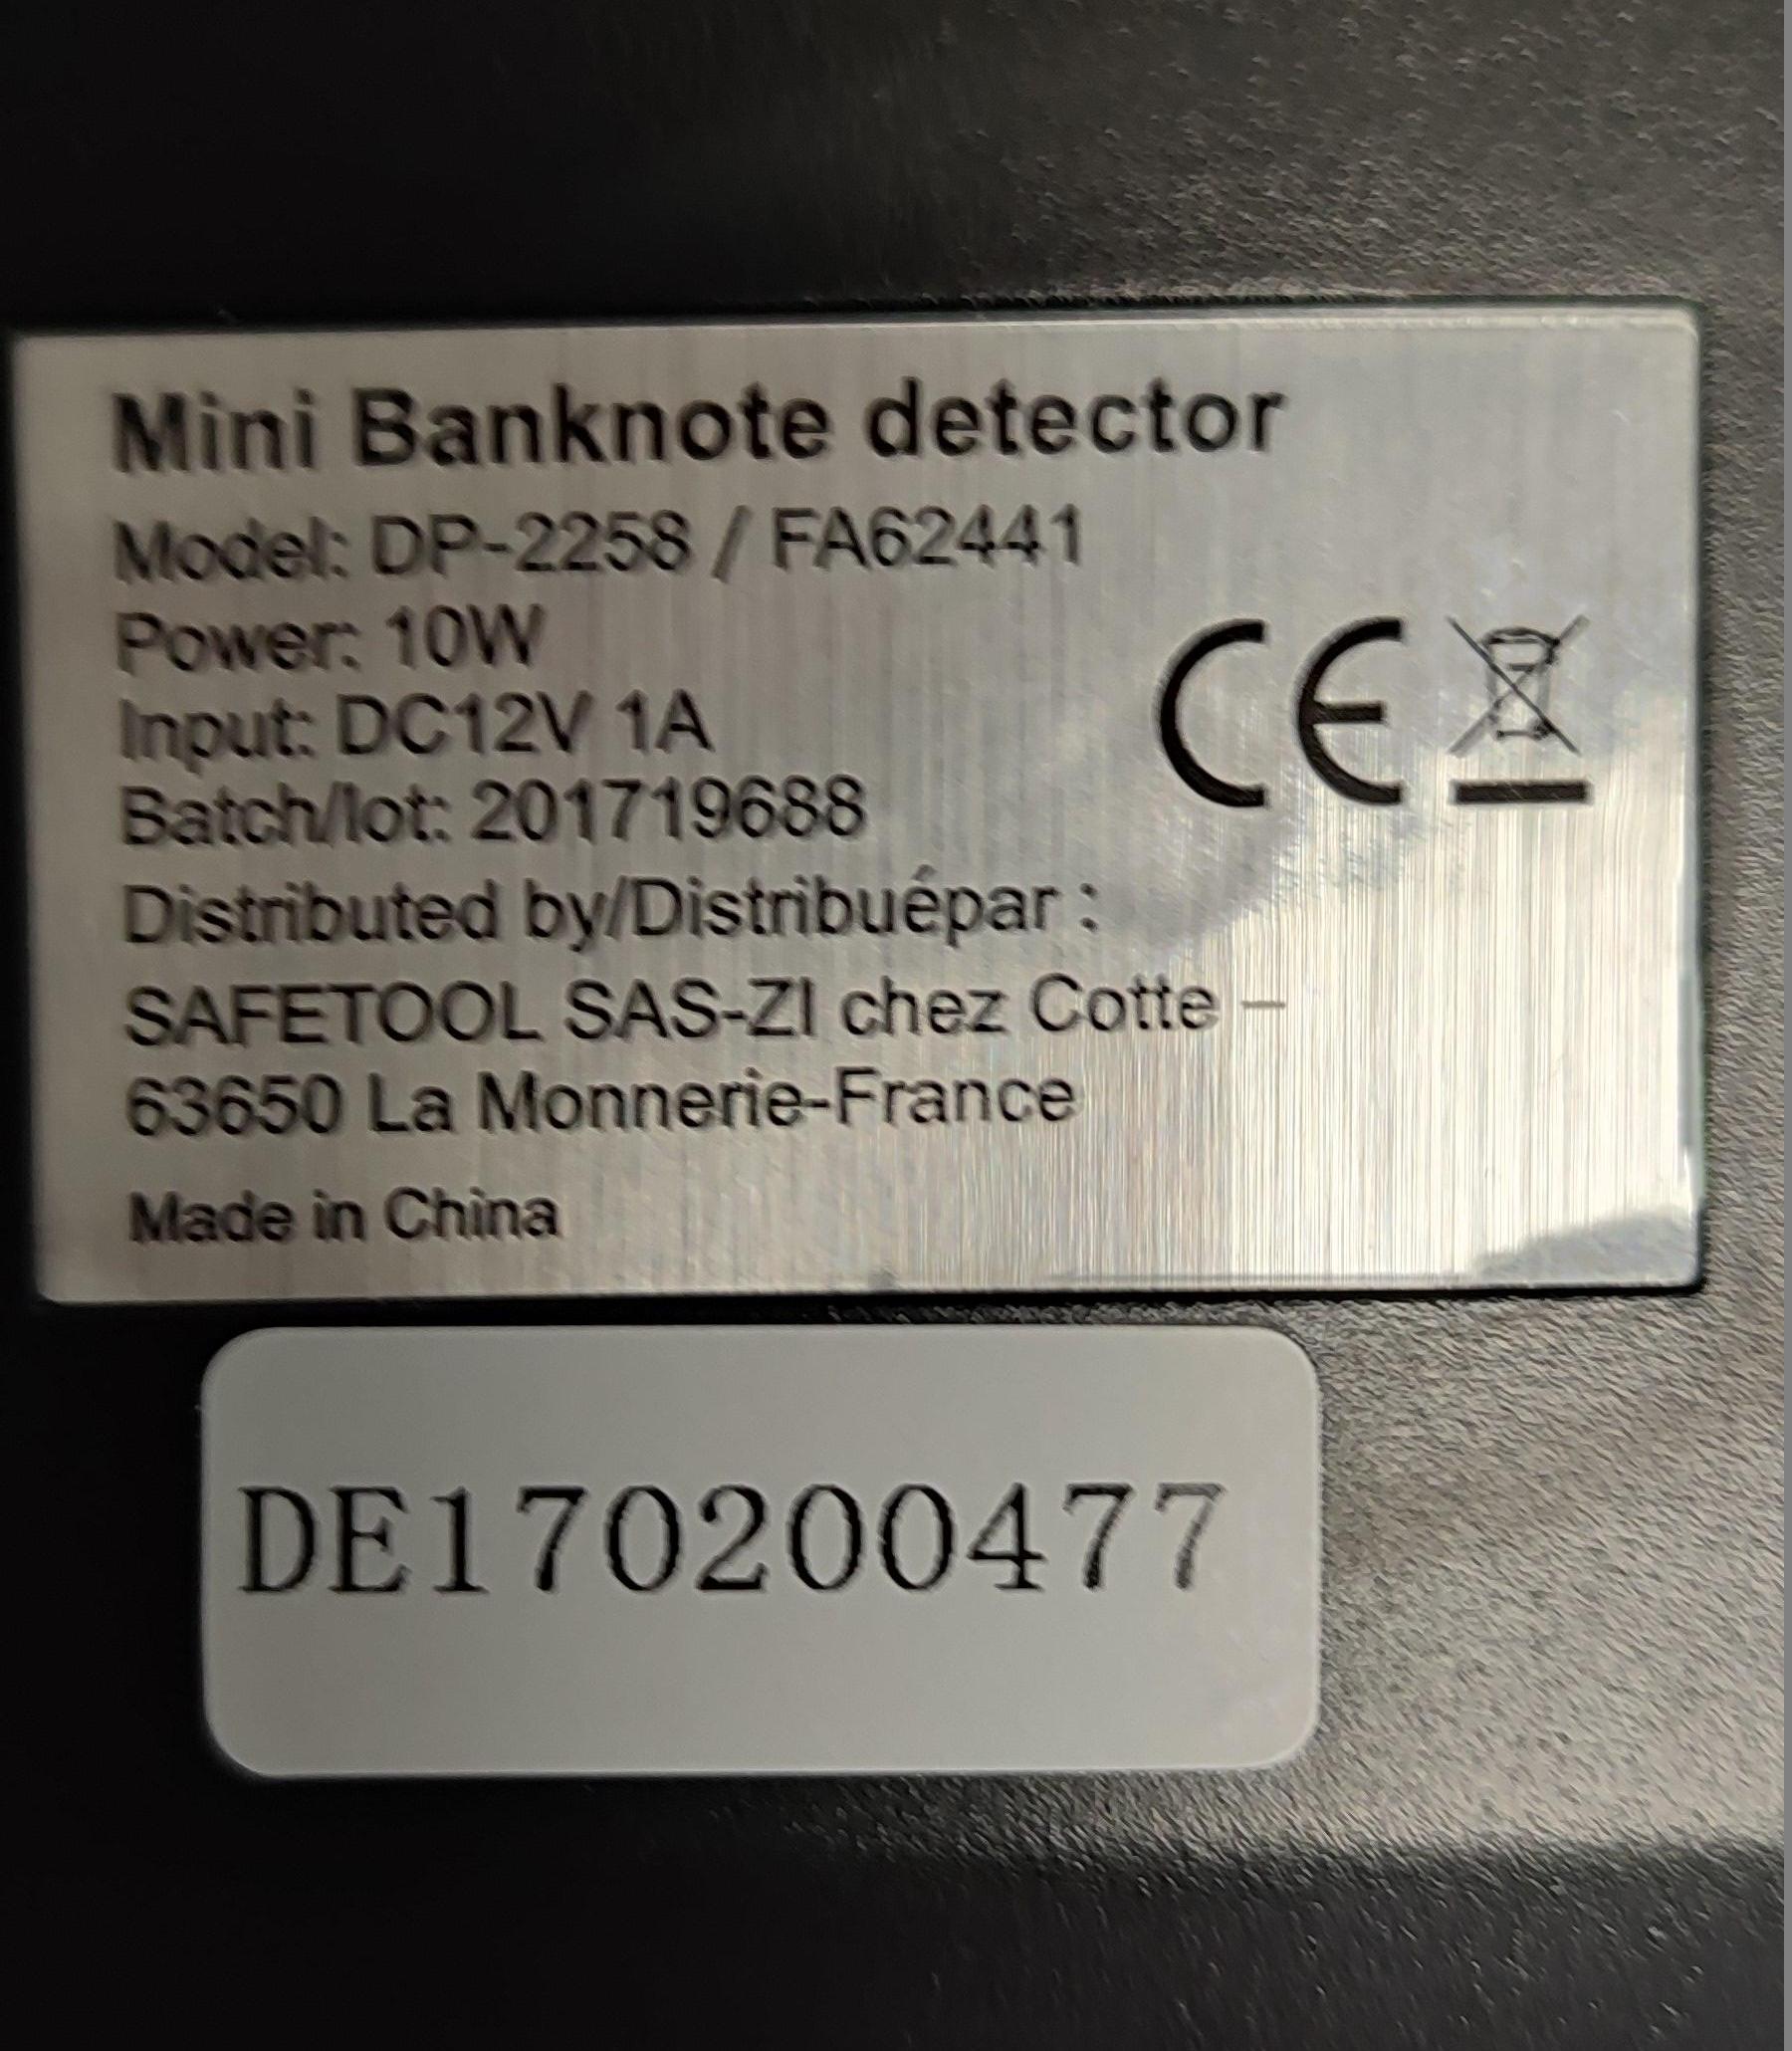 Mini Banknote detector
Model: DP-2258 / FA62441
Power: 10W
Input: DC12V 1A
Batch/lot: 201719688
Distributed by/Distribuépar :
SAFETOOL SAS-ZI chez Cotte –
63650 La Monnerie-France
Made in China
CE
DE170200477